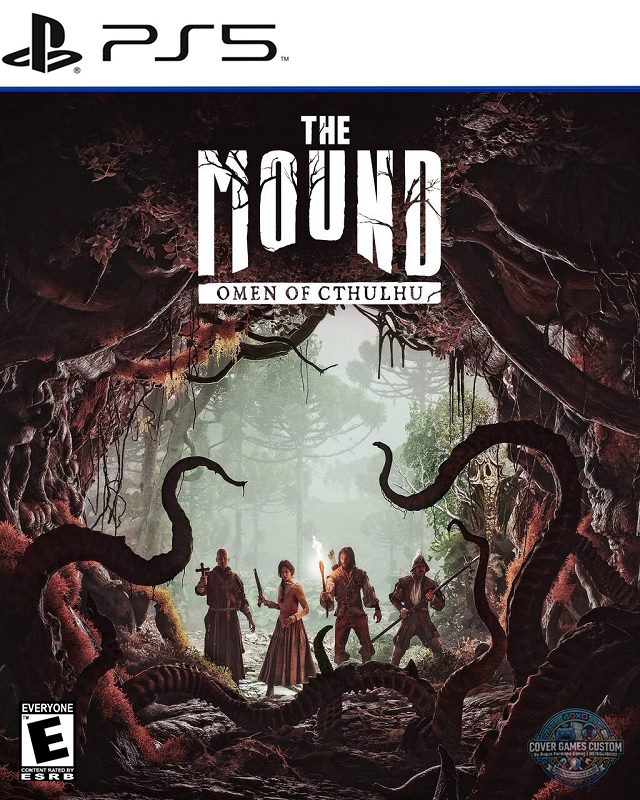 PS5
THE
MOUND
OMEN OF CTHULHU
EVERYONE
E
CONTENT RATED BY
ESRB
COVER GAMES CUSTOM